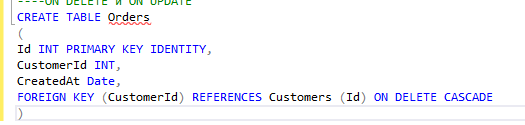 ----ON DELETE И ON UPDATE
CREATE TABLE Orders
(
Id INT PRIMARY KEY IDENTITY,
CustomerId INT,
CreatedAt Date,
FOREIGN KEY (CustomerId) REFERENCES Customers (Id) ON DELETE CASCADE
)